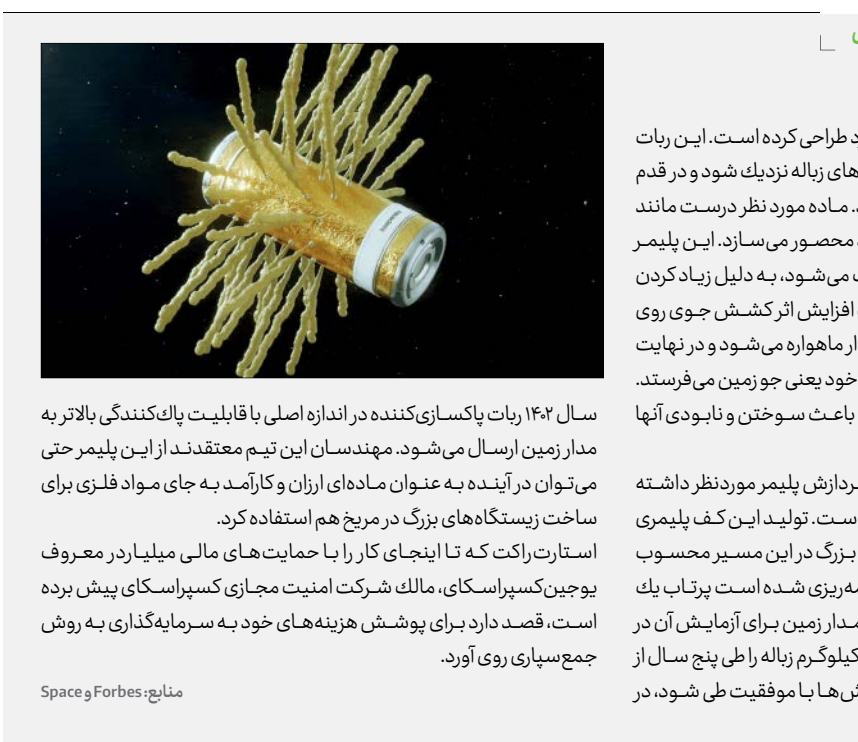 د طراحی کرده است. این ربات
های زباله نزدیك شود و در قدم
. ماده مورد نظر درست مانند
محصور می‌سازد. این پلیمر
می‌شود، به دلیل زیاد کردن
افزایش اثر کشش جوی روی
ار ماهواره می‌شود و در نهایت
خود یعنی جو زمین می‌فرستد.
باعث سوختن و نابودی آنها
ردازش پلیمر موردنظر داشته
ست. تولید این کف پلیمری
بزرگ در این مسیر محسوب
مه‌ریزی شده است پرتاب یك
مدار زمین برای آزمایش آن در
کیلوگرم زباله را طی پنج سال از
ش‌ها با موفقیت طی شود، در
سال ۱۴۰۲ ربات پاکسازی‌کننده در اندازه اصلی با قابلیت پاك‌کنندگی بالاتر به
مدار زمین ارسال می‌شود. مهندسان این تیم معتقدند از این پلیمر حتی
می‌توان در آینده به عنوان ماده‌ای ارزان و کارآمد به جای مواد فلزی برای
ساخت زیستگاه‌های بزرگ در مریخ هم استفاده کرد.
استارت‌راکت که تا اینجای کار را با حمایت‌های مالی میلیاردر معروف
یوجین‌کسپراسکای، مالك شرکت امنیت مجازی کسپراسکای پیش برده
است، قصد دارد برای پوشش هزینه‌های خود به سرمایه‌گذاری به روش
جمع‌سپاری روی آورد.
منابع: Forbes و Space